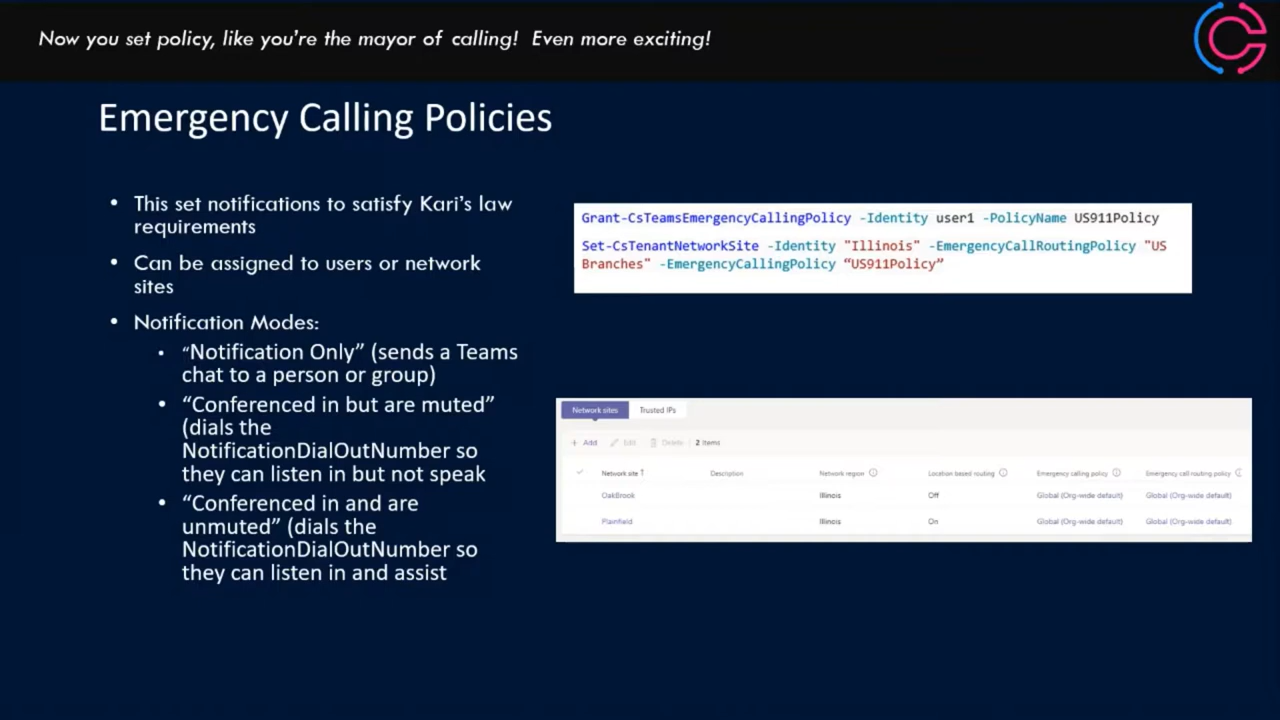 Now you set policy, like you're the mayor of calling!  Even more exciting!
Emergency Calling Policies
• This set notifications to satisfy Kari's law
requirements
• Can be assigned to users or network
sites
• Notification Modes:
• “Notification Only” (sends a Teams
chat to a person or group)
• “Conferenced in but are muted”
(dials the
NotificationDialOutNumber so
they can listen in but not speak
• “Conferenced in and are
unmuted” (dials the
NotificationDialOutNumber so
they can listen in and assist
Grant-CsTeamsEmergencyCallingPolicy -Identity user1 -PolicyName US911Policy
Set-CsTenantNetworkSite -Identity "Illinois" -EmergencyCallRoutingPolicy "US
Branches" -EmergencyCallingPolicy “US911Policy”
Network sites Trusted IPs
+ Add Edit Delete | 2 items
Network site ↑ Description Network region Location based routing Emergency calling policy Emergency call routing policy
OakBrook Illinois Off Global (Org-wide default) Global (Org-wide default)
Plainfield Illinois On Global (Org-wide default) Global (Org-wide default)